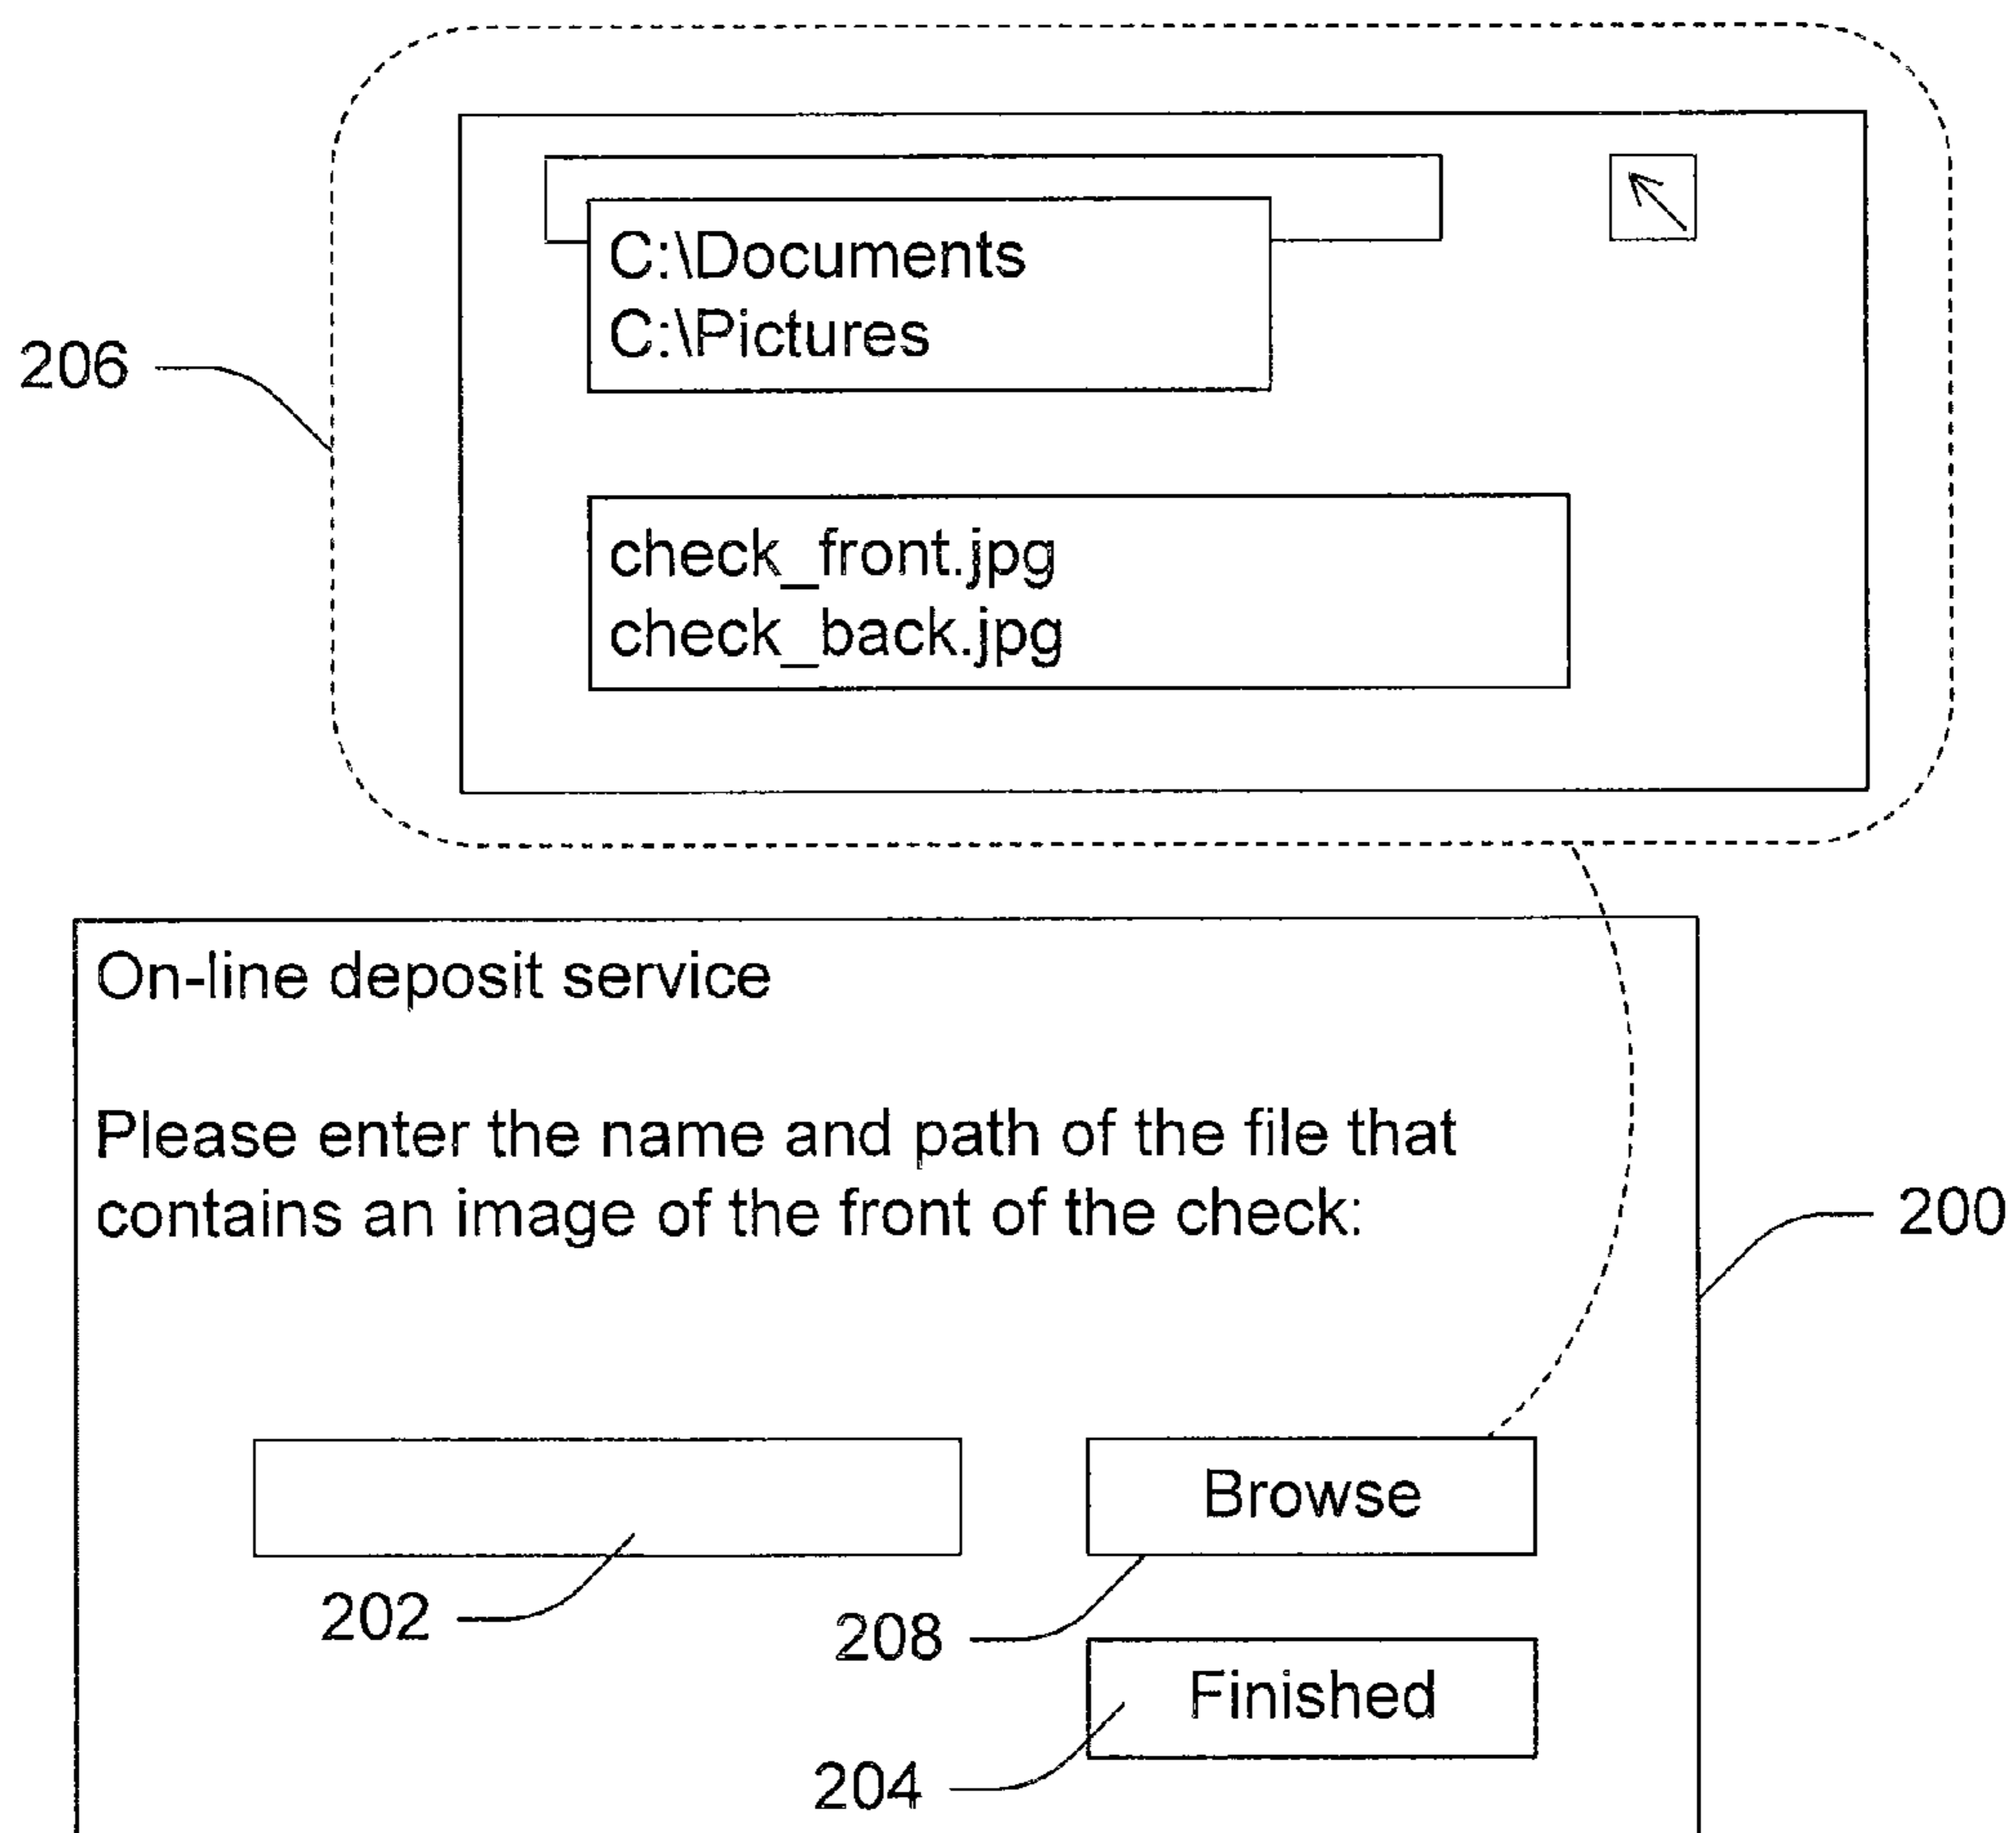 C:\Documents
C:\Pictures
206
check_front.jpg
check_back.jpg
On-line deposit service
Please enter the name and path of the file that
contains an image of the front of the check:
200
Browse
202
208
Finished
204